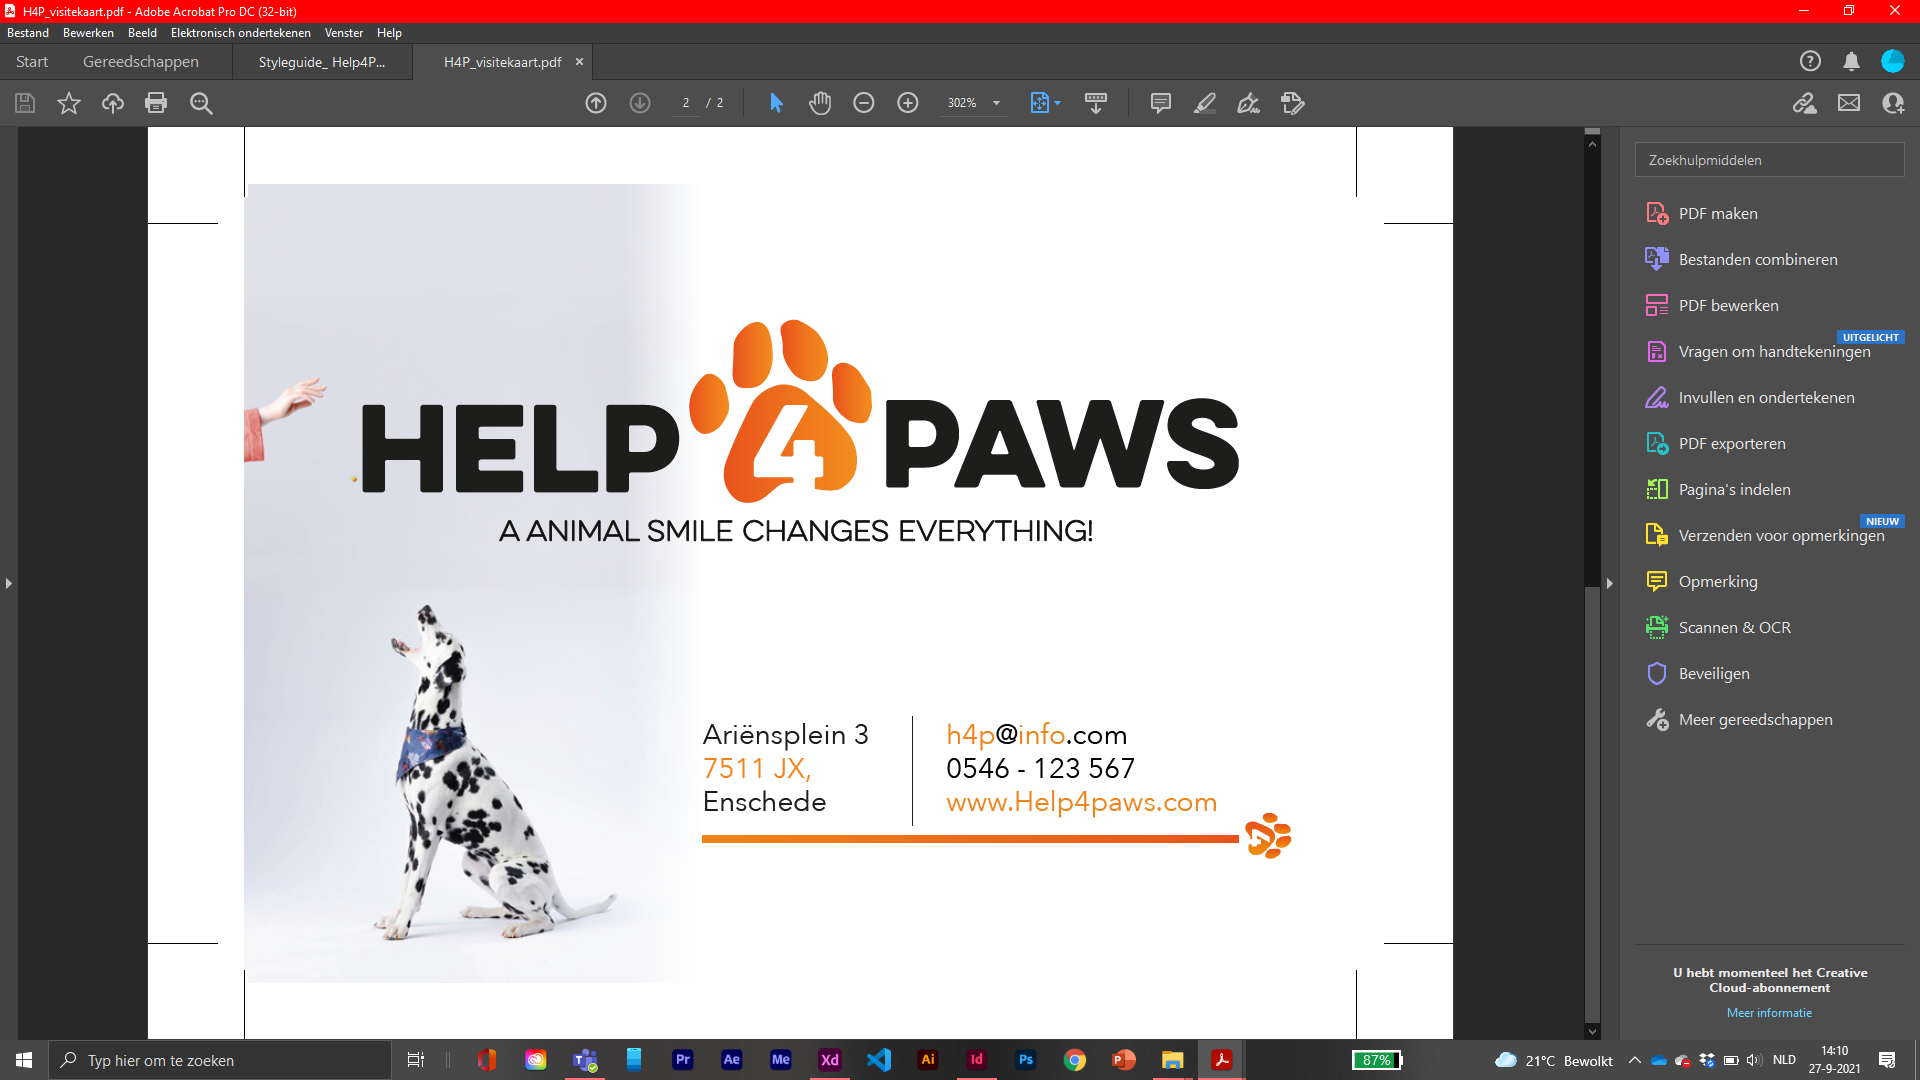 H4P_visitekaart.pdf - Adobe Acrobat Pro DC (32-bit)
Bestand Bewerken Beeld Elektronisch ondertekenen Venster Help
Start Gereedschappen Styleguide_ Help4P... H4P_visitekaart.pdf ×
2 / 2 302%
HELP 4 PAWS
A ANIMAL SMILE CHANGES EVERYTHING!
Ariënsplein 3
7511 JX,
Enschede
h4p@info.com
0546 - 123 567
www.Help4paws.com
4
Zoekhulpmiddelen
PDF maken
Bestanden combineren
PDF bewerken
UITGELICHT
Vragen om handtekeningen
Invullen en ondertekenen
PDF exporteren
Pagina's indelen
NIEUW
Verzenden voor opmerkingen
Opmerking
Scannen & OCR
Beveiligen
Meer gereedschappen
U hebt momenteel het Creative
Cloud-abonnement
Meer informatie
Typ hier om te zoeken
Pr Ae Me Xd Ai Id Ps
87%
21°C Bewolkt
NLD
14:10
27-9-2021